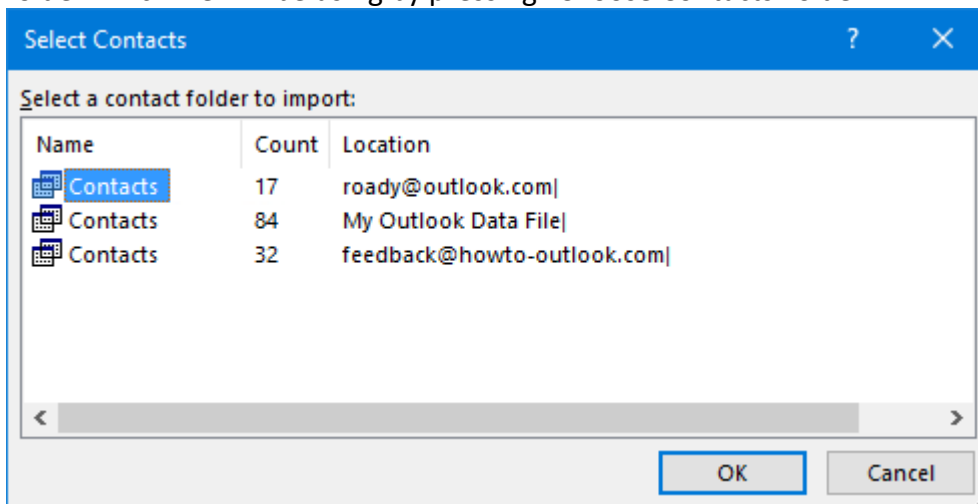 Select Contacts ? ×
Select a contact folder to import:
Name Count Location
Contacts 17 roady@outlook.com|
Contacts 84 My Outlook Data File|
Contacts 32 feedback@howto-outlook.com|
OK Cancel